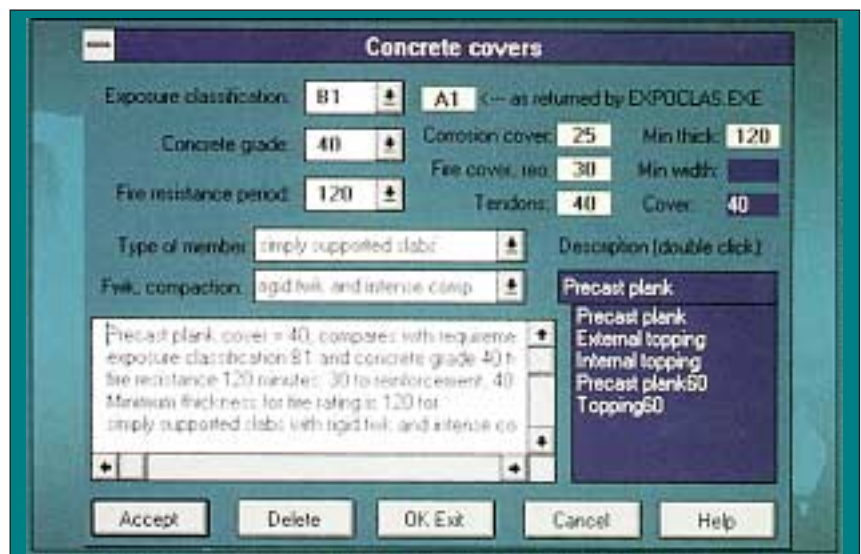 Concrete covers
Exposure classification: B1 A1 <--- as returned by EXPOCLAS.EXE
Concrete grade: 40 Corrosion cover: 25 Min thick: 120
Fire cover, reo: 30 Min width:
Fire resistance period: 120 Tendons: 40 Cover: 40
Type of member: simply supported slabs Description (double click):
Fwk, compaction: rigid fwk and intense comp Precast plank
Precast plank cover = 40, compares with requireme
exposure classification B1 and concrete grade 40
fire resistance 120 minutes: 30 to reinforcement, 40
Minimum thickness for fire rating is 120 for
simply supported slabs with rigid fwk and intense co
Precast plank
External topping
Internal topping
Precast plank60
Topping60
Accept Delete OK Exit Cancel Help